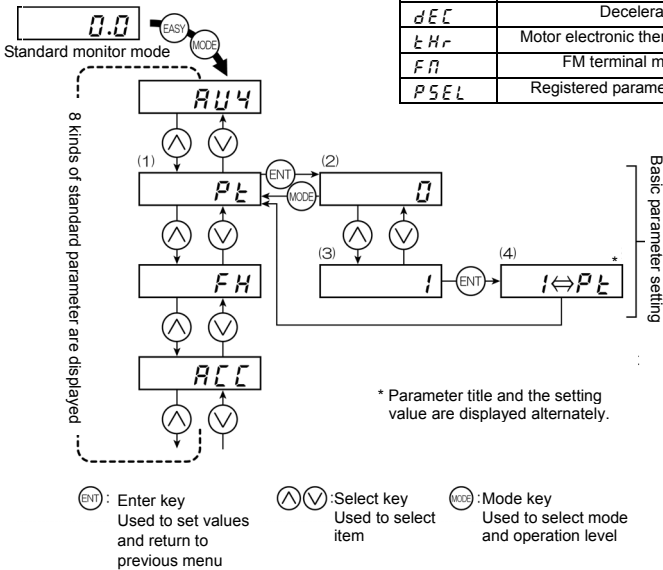 0.0
EASY
MODE
Standard monitor mode
dEC Decelera
tHr Motor electronic ther
FM FM terminal m
PSEL Registered parame
8 kinds of standard parameter are displayed
AU4
(1)
Pt
ENT
MODE
(2)
0
(3)
1
ENT
(4)
*
1⇔Pt
FH
ACC
Basic parameter setting
* Parameter title and the setting
value are displayed alternately.
ENT : Enter key
Used to set values
and return to
previous menu
:Select key
Used to select
item
MODE :Mode key
Used to select mode
and operation level